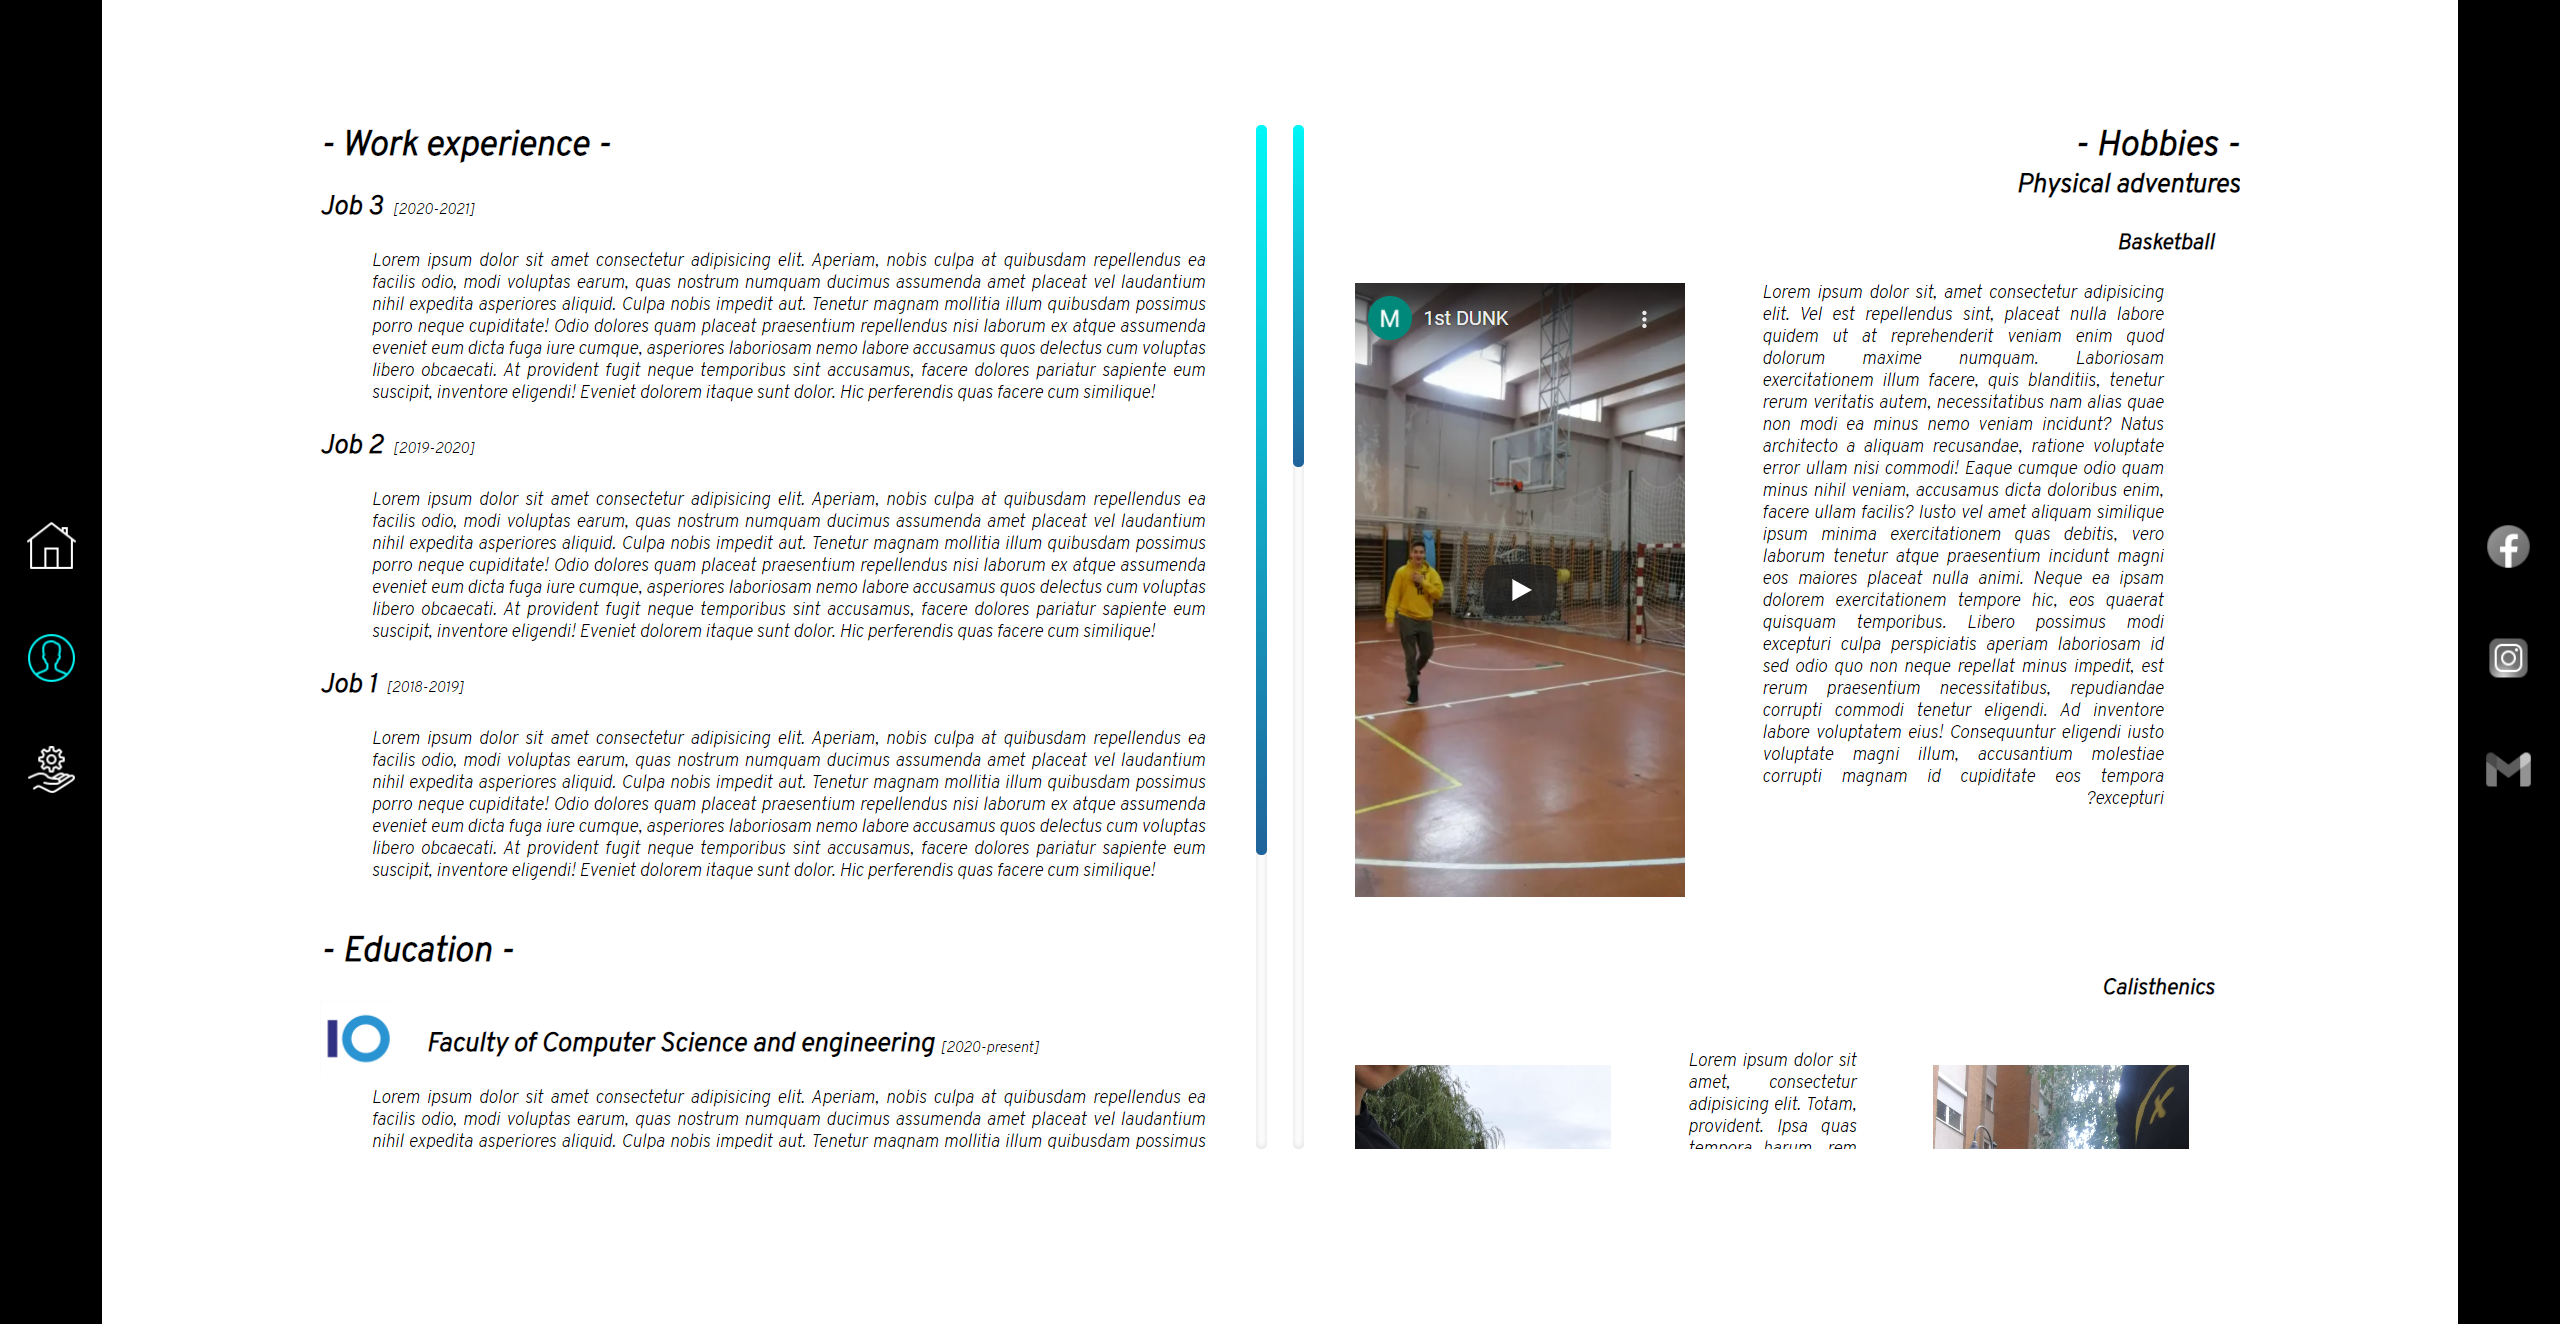 - Work experience -
Job 3 [2020-2021]
Lorem ipsum dolor sit amet consectetur adipisicing elit. Aperiam, nobis culpa at quibusdam repellendus ea
facilis odio, modi voluptas earum, quas nostrum numquam ducimus assumenda amet placeat vel laudantium
nihil expedita asperiores aliquid. Culpa nobis impedit aut. Tenetur magnam mollitia illum quibusdam possimus
porro neque cupiditate! Odio dolores quam placeat praesentium repellendus nisi laborum ex atque assumenda
eveniet eum dicta fuga iure cumque, asperiores laboriosam nemo labore accusamus quos delectus cum voluptas
libero obcaecati. At provident fugit neque temporibus sint accusamus, facere dolores pariatur sapiente eum
suscipit, inventore eligendi! Eveniet dolorem itaque sunt dolor. Hic perferendis quas facere cum similique!
Job 2 [2019-2020]
Lorem ipsum dolor sit amet consectetur adipisicing elit. Aperiam, nobis culpa at quibusdam repellendus ea
facilis odio, modi voluptas earum, quas nostrum numquam ducimus assumenda amet placeat vel laudantium
nihil expedita asperiores aliquid. Culpa nobis impedit aut. Tenetur magnam mollitia illum quibusdam possimus
porro neque cupiditate! Odio dolores quam placeat praesentium repellendus nisi laborum ex atque assumenda
eveniet eum dicta fuga iure cumque, asperiores laboriosam nemo labore accusamus quos delectus cum voluptas
libero obcaecati. At provident fugit neque temporibus sint accusamus, facere dolores pariatur sapiente eum
suscipit, inventore eligendi! Eveniet dolorem itaque sunt dolor. Hic perferendis quas facere cum similique!
Job 1 [2018-2019]
Lorem ipsum dolor sit amet consectetur adipisicing elit. Aperiam, nobis culpa at quibusdam repellendus ea
facilis odio, modi voluptas earum, quas nostrum numquam ducimus assumenda amet placeat vel laudantium
nihil expedita asperiores aliquid. Culpa nobis impedit aut. Tenetur magnam mollitia illum quibusdam possimus
porro neque cupiditate! Odio dolores quam placeat praesentium repellendus nisi laborum ex atque assumenda
eveniet eum dicta fuga iure cumque, asperiores laboriosam nemo labore accusamus quos delectus cum voluptas
libero obcaecati. At provident fugit neque temporibus sint accusamus, facere dolores pariatur sapiente eum
suscipit, inventore eligendi! Eveniet dolorem itaque sunt dolor. Hic perferendis quas facere cum similique!
- Education -
Faculty of Computer Science and engineering [2020-present]
Lorem ipsum dolor sit amet consectetur adipisicing elit. Aperiam, nobis culpa at quibusdam repellendus ea
facilis odio, modi voluptas earum, quas nostrum numquam ducimus assumenda amet placeat vel laudantium
nihil expedita asperiores aliquid. Culpa nobis impedit aut. Tenetur magnam mollitia illum quibusdam possimus
- Hobbies -
Physical adventures
Basketball
M 1st DUNK
Lorem ipsum dolor sit, amet consectetur adipisicing
elit. Vel est repellendus sint, placeat nulla labore
quidem ut at reprehenderit veniam enim quod
dolorum maxime numquam. Laboriosam
exercitationem illum facere, quis blanditiis, tenetur
rerum veritatis autem, necessitatibus nam alias quae
non modi ea minus nemo veniam incidunt? Natus
architecto a aliquam recusandae, ratione voluptate
error ullam nisi commodi! Eaque cumque odio quam
minus nihil veniam, accusamus dicta doloribus enim,
facere ullam facilis? Iusto vel amet aliquam similique
ipsum minima exercitationem quas debitis, vero
laborum tenetur atque praesentium incidunt magni
eos maiores placeat nulla animi. Neque ea ipsam
dolorem exercitationem tempore hic, eos quaerat
quisquam temporibus. Libero possimus modi
excepturi culpa perspiciatis aperiam laboriosam id
sed odio quo non neque repellat minus impedit, est
rerum praesentium necessitatibus, repudiandae
corrupti commodi tenetur eligendi. Ad inventore
labore voluptatem eius! Consequuntur eligendi iusto
voluptate magni illum, accusantium molestiae
corrupti magnam id cupiditate eos tempora
?excepturi
Calisthenics
Lorem ipsum dolor sit
amet, consectetur
adipisicing elit. Totam,
provident. Ipsa quas
tempora harum rem